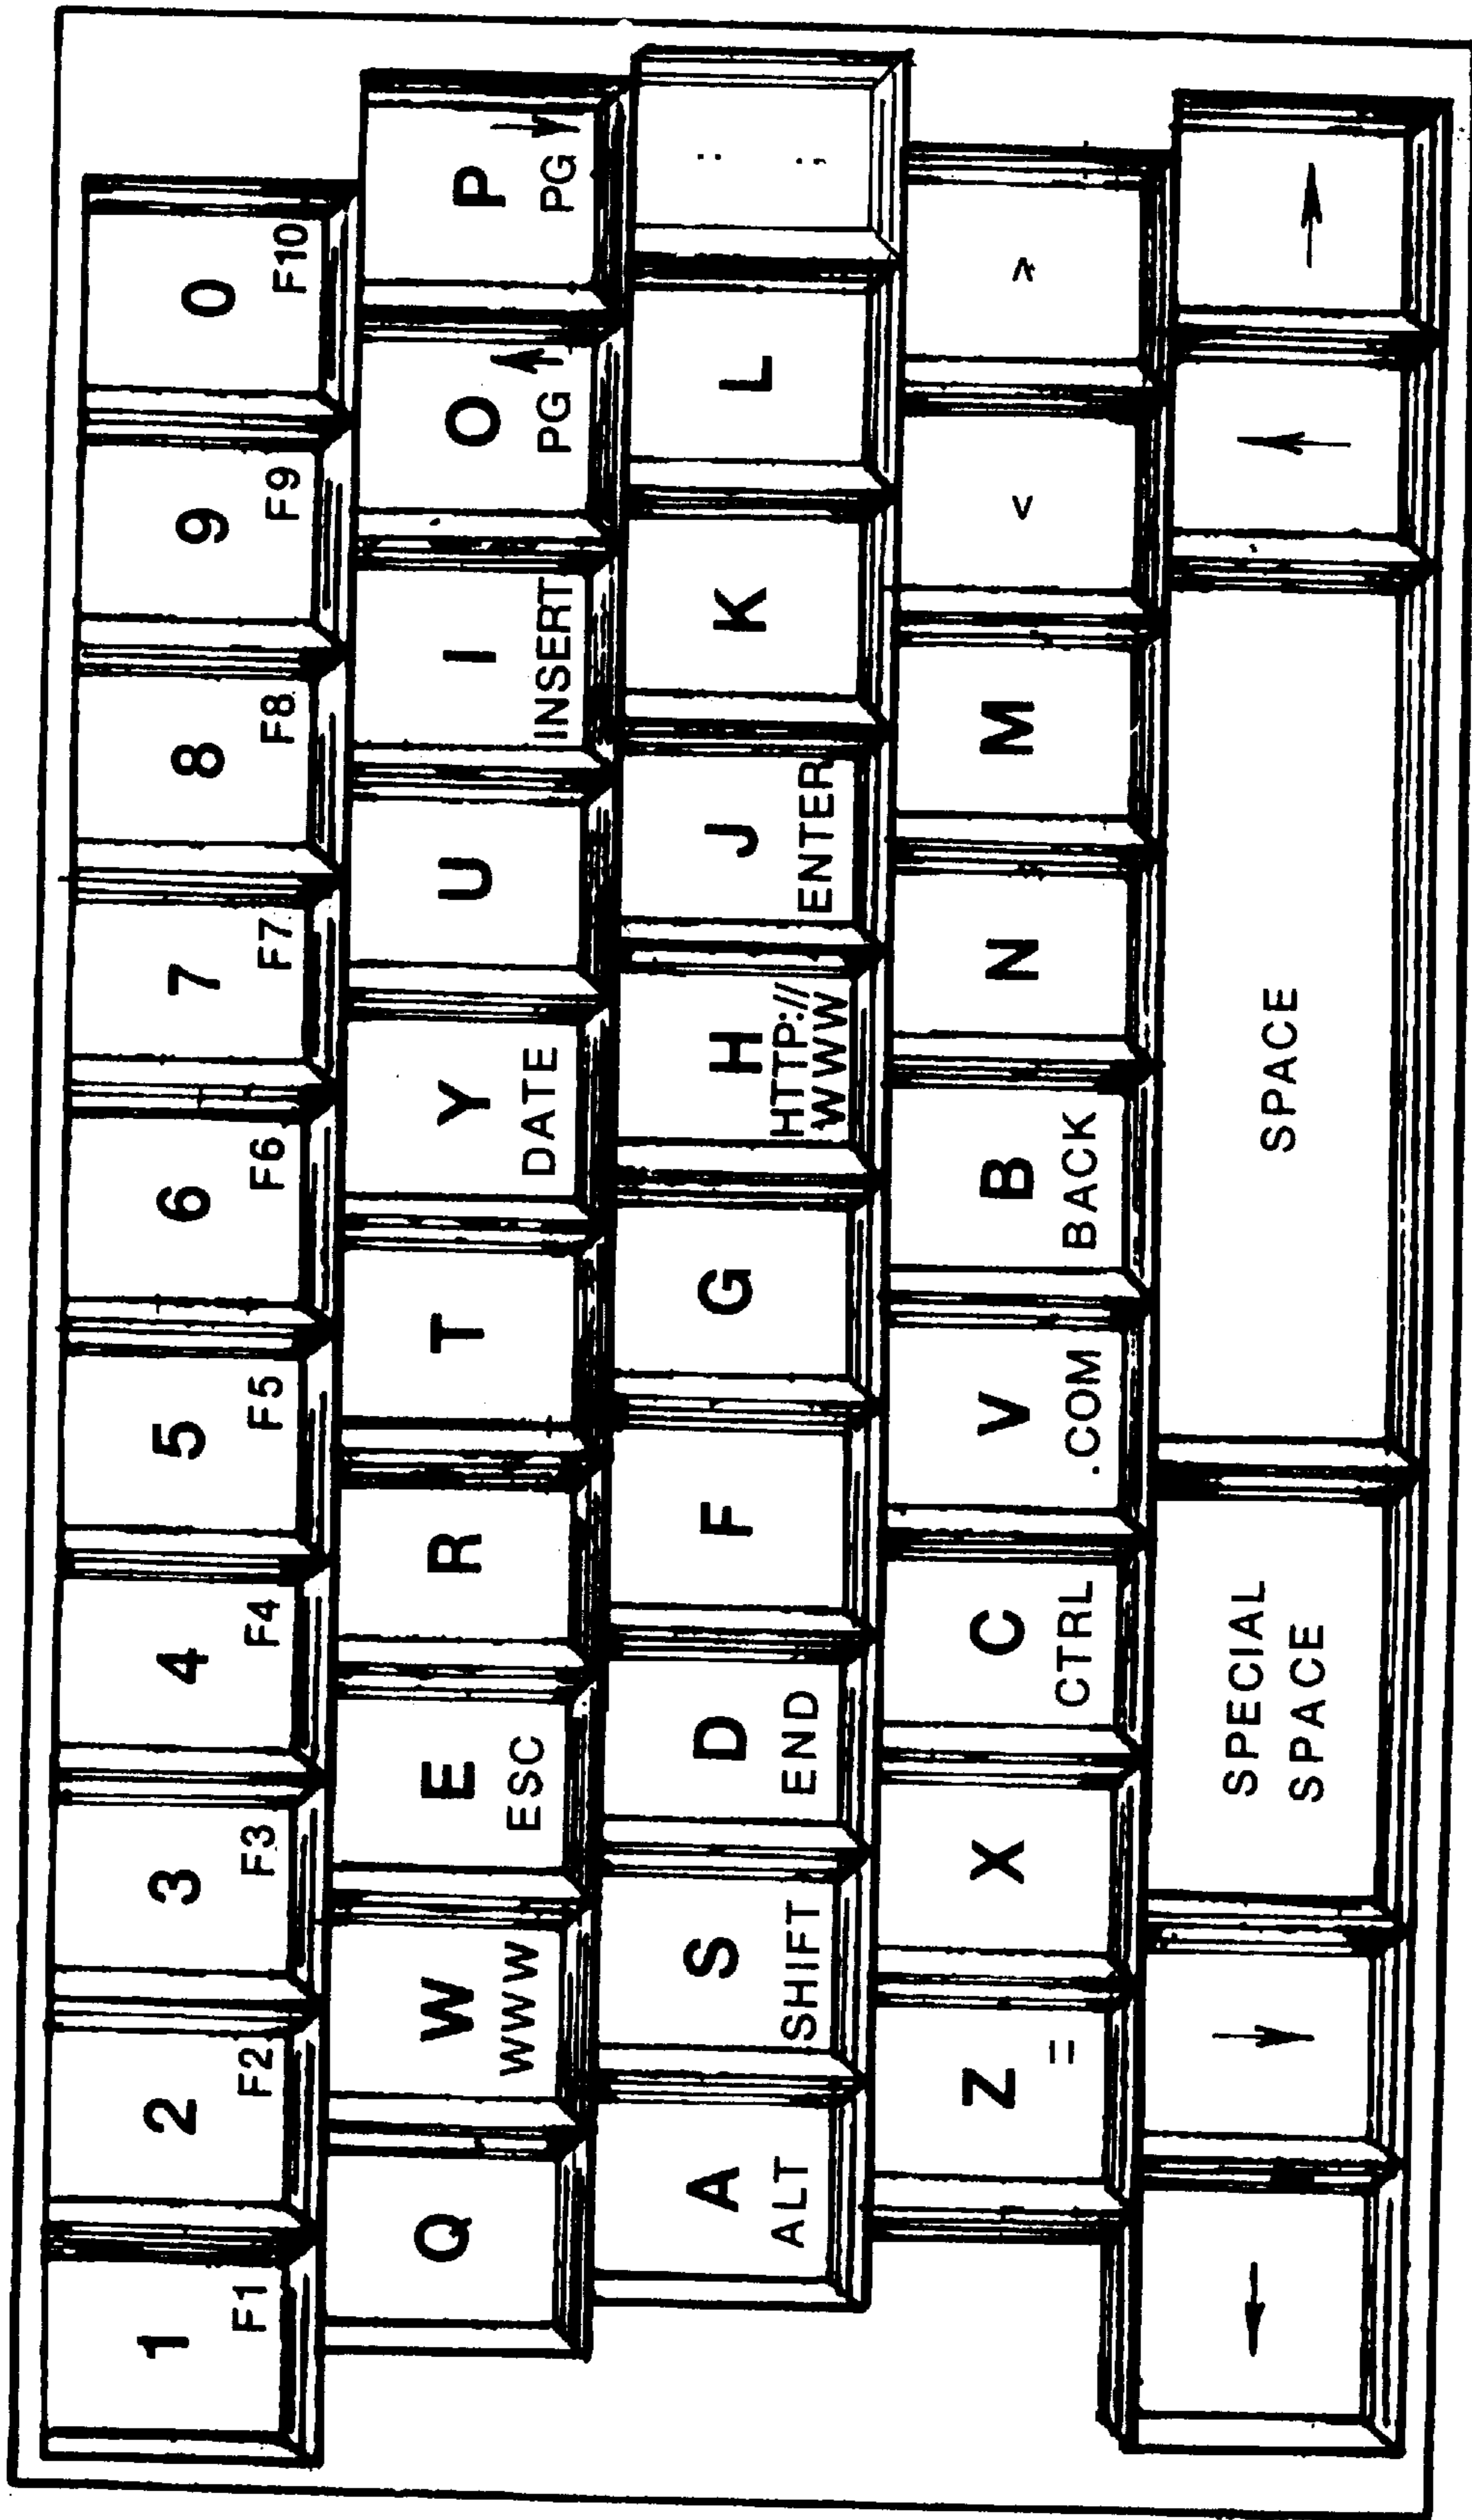 1 2 3 4 5 6 7 8 9 0
F1 F2 F3 F4 F5 F6 F7 F8 F9 F10
Q W E R T Y U I O P
WWW ESC DATE INSERT PG ↑ PG ↓
A S D F G H J K L :
ALT SHIFT END HTTP:// ENTER ;
WWW
Z X C V B N M < >
= CTRL .COM BACK
← ↓ SPECIAL SPACE ↑ →
SPACE